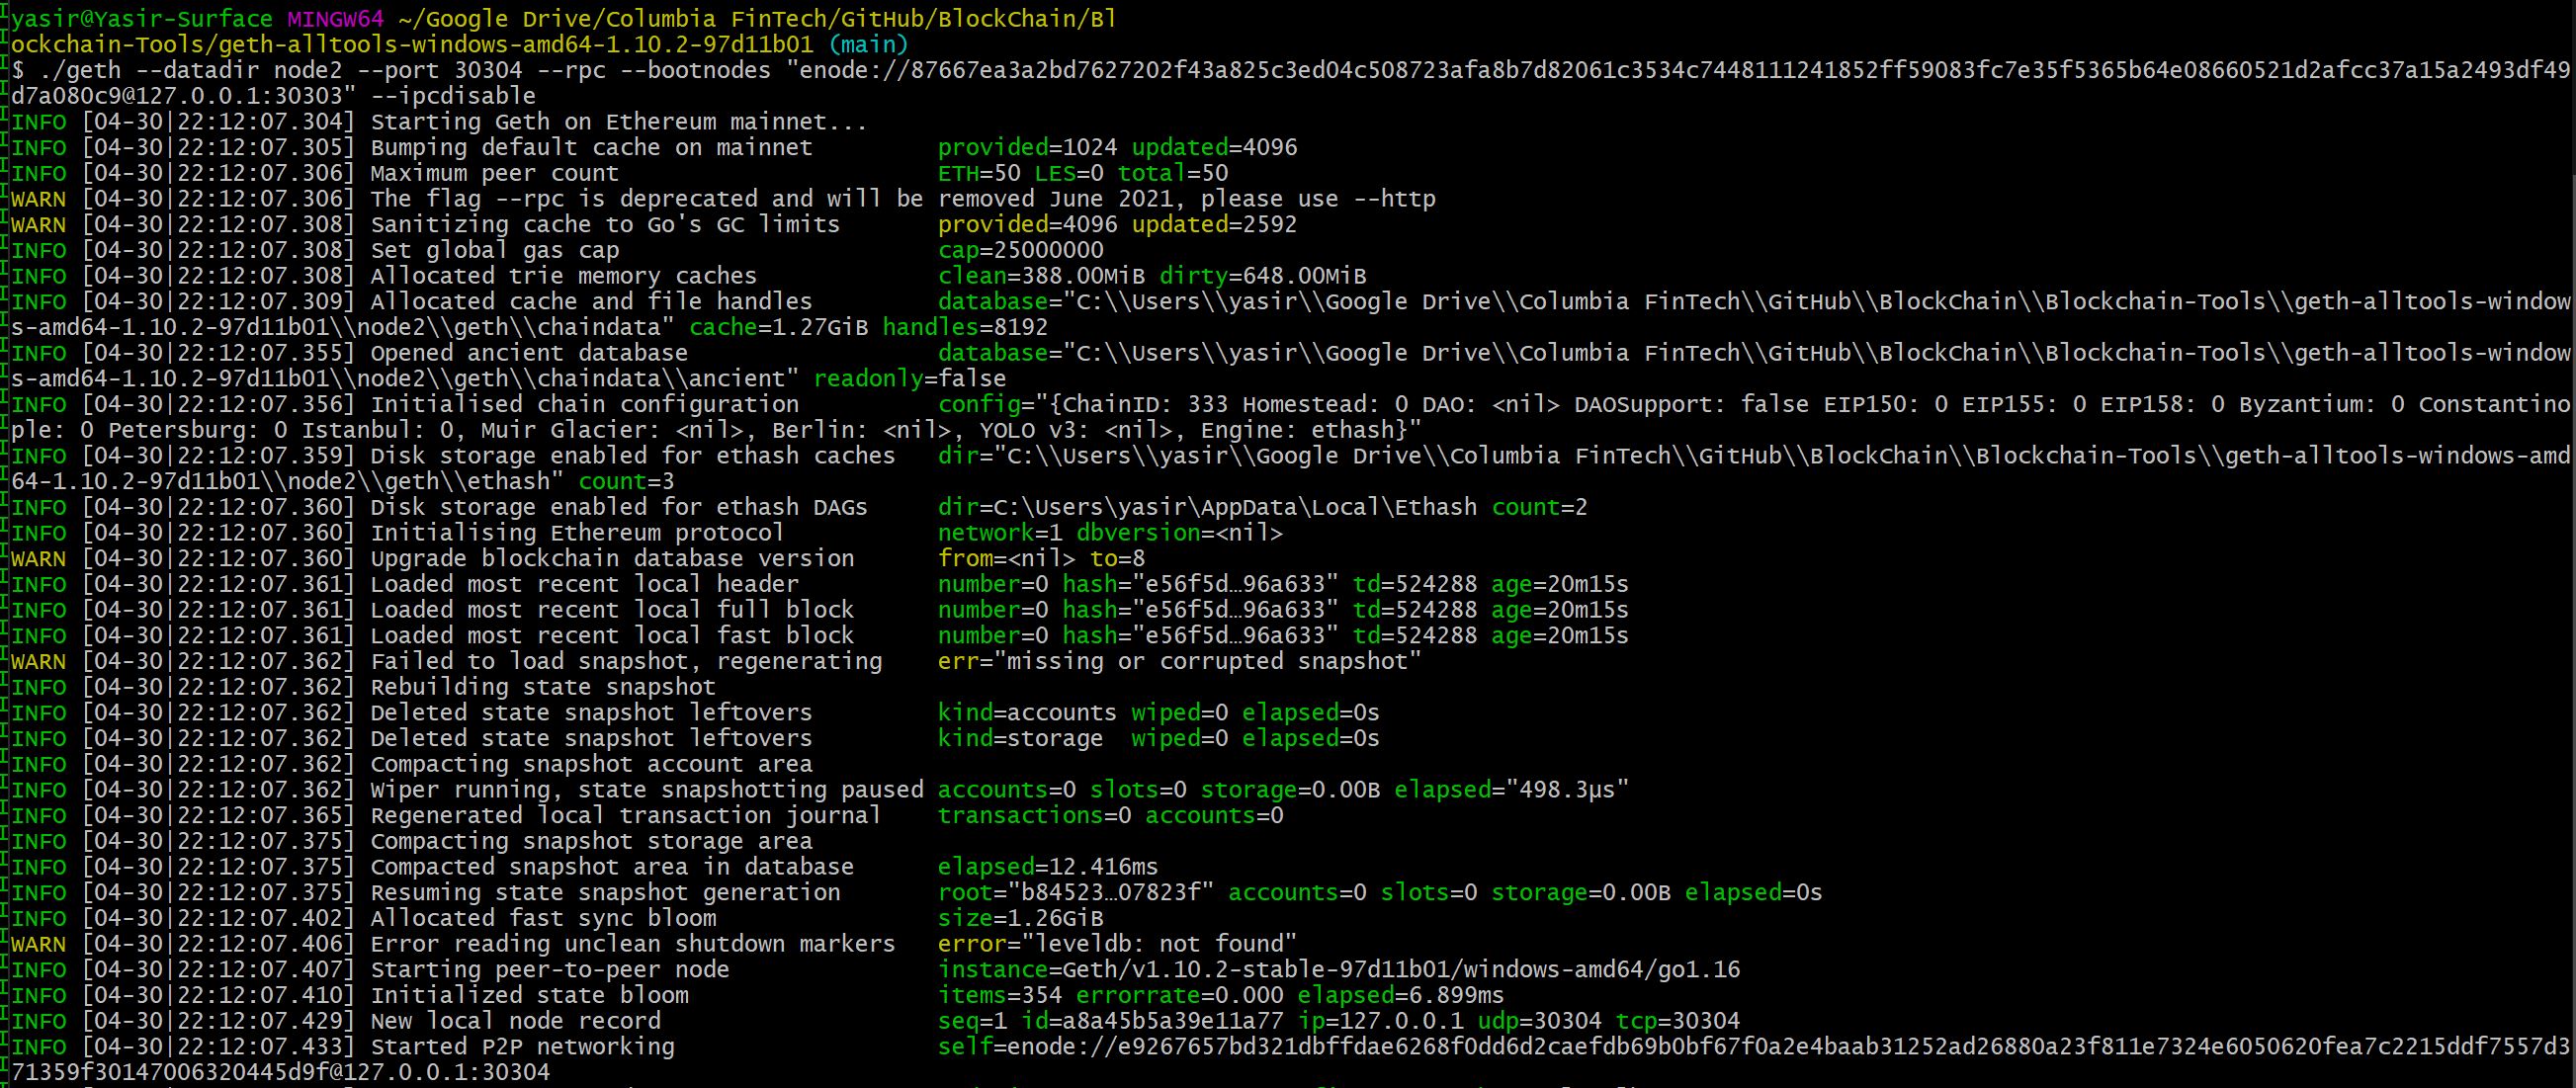 yasir@Yasir-Surface MINGW64 ~/Google Drive/Columbia FinTech/GitHub/BlockChain/Bl
ockchain-Tools/geth-alltools-windows-amd64-1.10.2-97d11b01 (main)
$ ./geth --datadir node2 --port 30304 --rpc --bootnodes "enode://87667ea3a2bd7627202f43a825c3ed04c508723afa8b7d82061c3534c7448111241852ff59083fc7e35f5365b64e08660521d2afcc37a15a2493df49
d7a080c9@127.0.0.1:30303" --ipcdisable
INFO [04-30|22:12:07.304] Starting Geth on Ethereum mainnet...
INFO [04-30|22:12:07.305] Bumping default cache on mainnet         provided=1024 updated=4096
INFO [04-30|22:12:07.306] Maximum peer count                       ETH=50 LES=0 total=50
WARN [04-30|22:12:07.306] The flag --rpc is deprecated and will be removed June 2021, please use --http
WARN [04-30|22:12:07.308] Sanitizing cache to Go's GC limits       provided=4096 updated=2592
INFO [04-30|22:12:07.308] Set global gas cap                       cap=25000000
INFO [04-30|22:12:07.308] Allocated trie memory caches             clean=388.00MiB dirty=648.00MiB
INFO [04-30|22:12:07.309] Allocated cache and file handles         database="C:\\Users\\yasir\\Google Drive\\Columbia FinTech\\GitHub\\BlockChain\\Blockchain-Tools\\geth-alltools-window
s-amd64-1.10.2-97d11b01\\node2\\geth\\chaindata" cache=1.27GiB handles=8192
INFO [04-30|22:12:07.355] Opened ancient database                  database="C:\\Users\\yasir\\Google Drive\\Columbia FinTech\\GitHub\\BlockChain\\Blockchain-Tools\\geth-alltools-window
s-amd64-1.10.2-97d11b01\\node2\\geth\\chaindata\\ancient" readonly=false
INFO [04-30|22:12:07.356] Initialised chain configuration          config="{ChainID: 333 Homestead: 0 DAO: <nil> DAOSupport: false EIP150: 0 EIP155: 0 EIP158: 0 Byzantium: 0 Constantino
ple: 0 Petersburg: 0 Istanbul: 0, Muir Glacier: <nil>, Berlin: <nil>, YOLO v3: <nil>, Engine: ethash}"
INFO [04-30|22:12:07.359] Disk storage enabled for ethash caches   dir="C:\\Users\\yasir\\Google Drive\\Columbia FinTech\\GitHub\\BlockChain\\Blockchain-Tools\\geth-alltools-windows-amd
64-1.10.2-97d11b01\\node2\\geth\\ethash" count=3
INFO [04-30|22:12:07.360] Disk storage enabled for ethash DAGs     dir=C:\Users\yasir\AppData\Local\Ethash count=2
INFO [04-30|22:12:07.360] Initialising Ethereum protocol           network=1 dbversion=<nil>
WARN [04-30|22:12:07.360] Upgrade blockchain database version      from=<nil> to=8
INFO [04-30|22:12:07.361] Loaded most recent local header          number=0 hash="e56f5d…96a633" td=524288 age=20m15s
INFO [04-30|22:12:07.361] Loaded most recent local full block      number=0 hash="e56f5d…96a633" td=524288 age=20m15s
INFO [04-30|22:12:07.361] Loaded most recent local fast block      number=0 hash="e56f5d…96a633" td=524288 age=20m15s
WARN [04-30|22:12:07.362] Failed to load snapshot, regenerating    err="missing or corrupted snapshot"
INFO [04-30|22:12:07.362] Rebuilding state snapshot
INFO [04-30|22:12:07.362] Deleted state snapshot leftovers         kind=accounts wiped=0 elapsed=0s
INFO [04-30|22:12:07.362] Deleted state snapshot leftovers         kind=storage  wiped=0 elapsed=0s
INFO [04-30|22:12:07.362] Compacting snapshot account area
INFO [04-30|22:12:07.362] Wiper running, state snapshotting paused accounts=0 slots=0 storage=0.00B elapsed="498.3µs"
INFO [04-30|22:12:07.365] Regenerated local transaction journal    transactions=0 accounts=0
INFO [04-30|22:12:07.375] Compacting snapshot storage area
INFO [04-30|22:12:07.375] Compacted snapshot area in database      elapsed=12.416ms
INFO [04-30|22:12:07.375] Resuming state snapshot generation       root="b84523…07823f" accounts=0 slots=0 storage=0.00B elapsed=0s
INFO [04-30|22:12:07.402] Allocated fast sync bloom                size=1.26GiB
WARN [04-30|22:12:07.406] Error reading unclean shutdown markers   error="leveldb: not found"
INFO [04-30|22:12:07.407] Starting peer-to-peer node               instance=Geth/v1.10.2-stable-97d11b01/windows-amd64/go1.16
INFO [04-30|22:12:07.410] Initialized state bloom                  items=354 errorrate=0.000 elapsed=6.899ms
INFO [04-30|22:12:07.429] New local node record                    seq=1 id=a8a45b5a39e11a77 ip=127.0.0.1 udp=30304 tcp=30304
INFO [04-30|22:12:07.433] Started P2P networking                   self=enode://e9267657bd321dbffdae6268f0dd6d2caefdb69b0bf67f0a2e4baab31252ad26880a23f811e7324e6050620fea7c2215ddf7557d3
71359f30147006320445d9f@127.0.0.1:30304